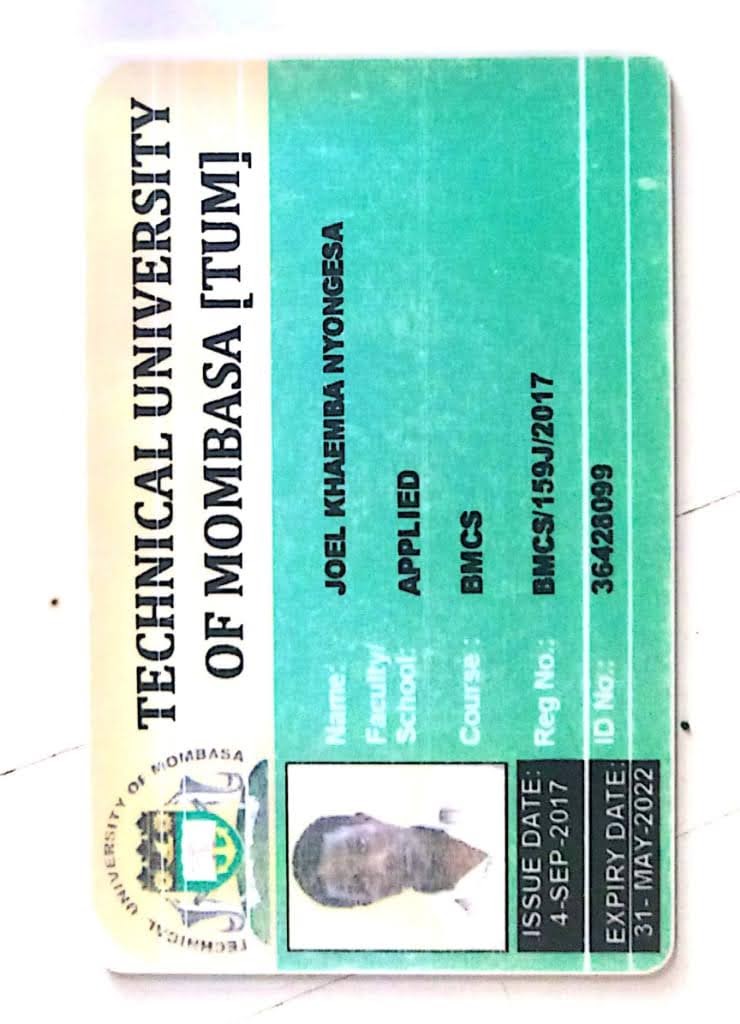 TECHNICAL UNIVERSITY
OF MOMBASA [TUM]
TECHNICAL UNIVERSITY OF MOMBASA
Name: JOEL KHAEMBA NYONGESA
Faculty/
School: APPLIED
Course : BMCS
Reg No.: BMCS/159J/2017
ID No.: 36428099
ISSUE DATE:
4-SEP-2017
EXPIRY DATE:
31- MAY-2022